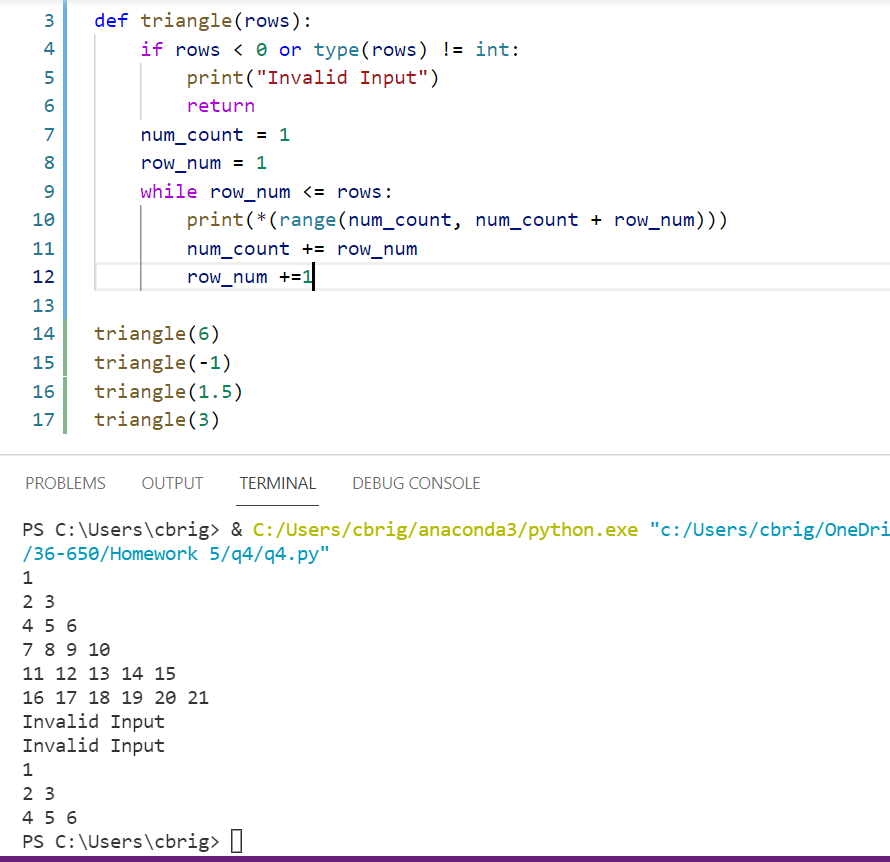 3 def triangle(rows):
4     if rows < 0 or type(rows) != int:
5         print("Invalid Input")
6         return
7     num_count = 1
8     row_num = 1
9     while row_num <= rows:
10         print(*(range(num_count, num_count + row_num)))
11         num_count += row_num
12         row_num +=1
13
14 triangle(6)
15 triangle(-1)
16 triangle(1.5)
17 triangle(3)
PROBLEMS OUTPUT TERMINAL DEBUG CONSOLE
PS C:\Users\cbrig> & C:/Users/cbrig/anaconda3/python.exe "c:/Users/cbrig/OneDri
/36-650/Homework 5/q4/q4.py"
1
2 3
4 5 6
7 8 9 10
11 12 13 14 15
16 17 18 19 20 21
Invalid Input
Invalid Input
1
2 3
4 5 6
PS C:\Users\cbrig>